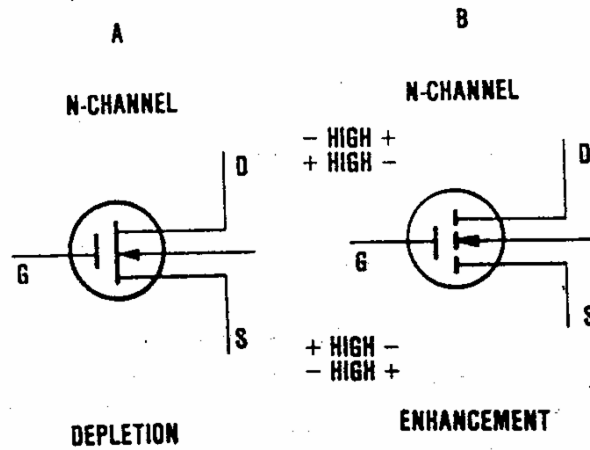 A
N-CHANNEL
D
G
S
DEPLETION
B
N-CHANNEL
− HIGH +
+ HIGH −
D
G
S
+ HIGH −
− HIGH +
ENHANCEMENT